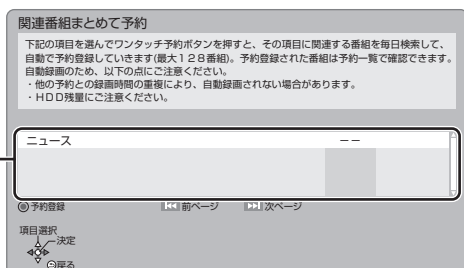 関連番組まとめて予約
下記の項目を選んでワンタッチ予約ボタンを押すと、その項目に関連する番組を毎日検索して、
自動で予約登録していきます(最大128番組)。予約登録された番組は予約一覧で確認できます。
自動録画のため、以下の点にご注意ください。
・他の予約との録画時間の重複により、自動録画されない場合があります。
・HDD残量にご注意ください。
ニュース －－
予約登録 前ページ 次ページ
項目選択
決定
戻る